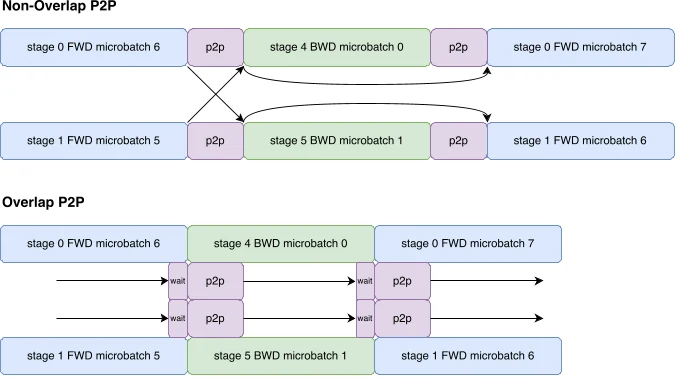 Non-Overlap P2P
stage 0 FWD microbatch 6 p2p stage 4 BWD microbatch 0 p2p stage 0 FWD microbatch 7
stage 1 FWD microbatch 5 p2p stage 5 BWD microbatch 1 p2p stage 1 FWD microbatch 6
Overlap P2P
stage 0 FWD microbatch 6 stage 4 BWD microbatch 0 stage 0 FWD microbatch 7
wait p2p wait p2p
wait p2p wait p2p
stage 1 FWD microbatch 5 stage 5 BWD microbatch 1 stage 1 FWD microbatch 6